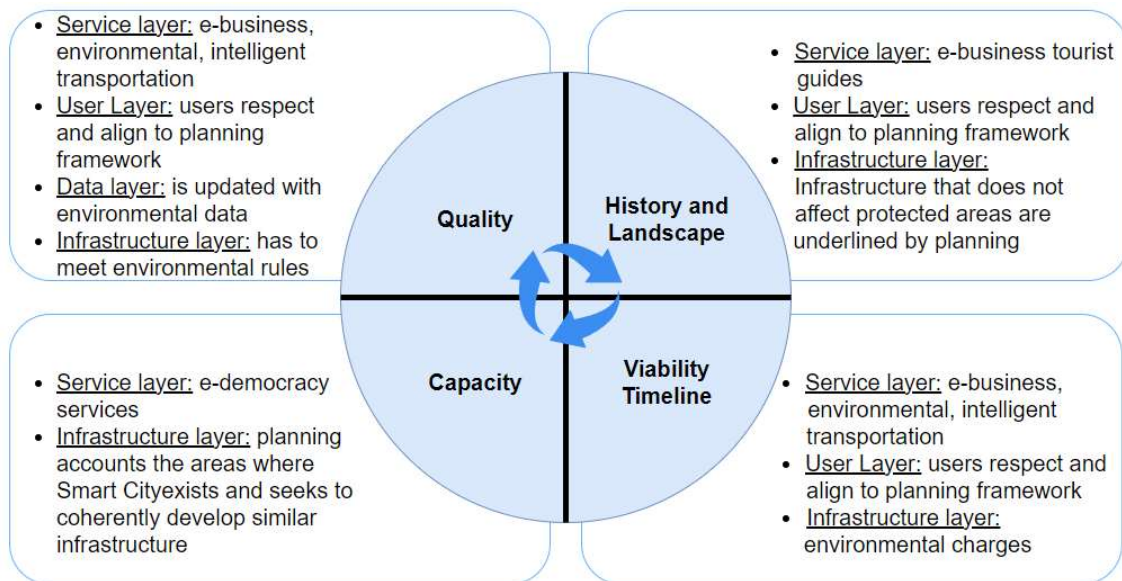 • Service layer: e-business,
environmental, intelligent
transportation
• User Layer: users respect
and align to planning
framework
• Data layer: is updated with
environmental data
• Infrastructure layer: has to
meet environmental rules
• Service layer: e-business tourist
guides
• User Layer: users respect and
align to planning framework
• Infrastructure layer:
Infrastructure that does not
affect protected areas are
underlined by planning
Quality
History and
Landscape
Capacity
Viability
Timeline
• Service layer: e-democracy
services
• Infrastructure layer: planning
accounts the areas where
Smart Cityexists and seeks to
coherently develop similar
infrastructure
• Service layer: e-business,
environmental, intelligent
transportation
• User Layer: users respect and
align to planning framework
• Infrastructure layer:
environmental charges